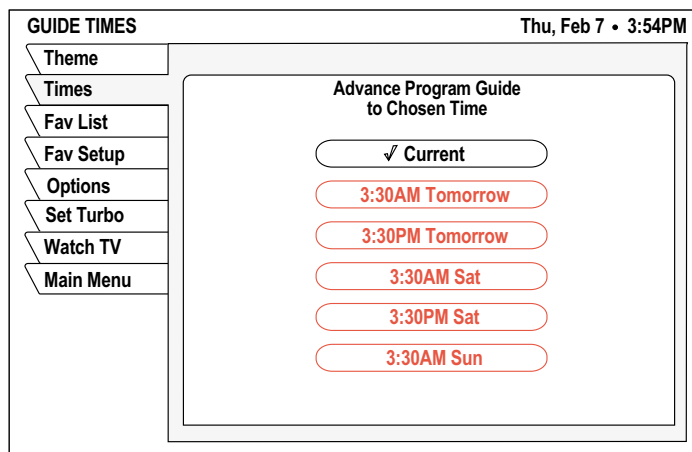 GUIDE TIMES
Thu, Feb 7 • 3:54PM
Theme
Times
Fav List
Fav Setup
Options
Set Turbo
Watch TV
Main Menu
Advance Program Guide
to Chosen Time
√ Current
3:30AM Tomorrow
3:30PM Tomorrow
3:30AM Sat
3:30PM Sat
3:30AM Sun